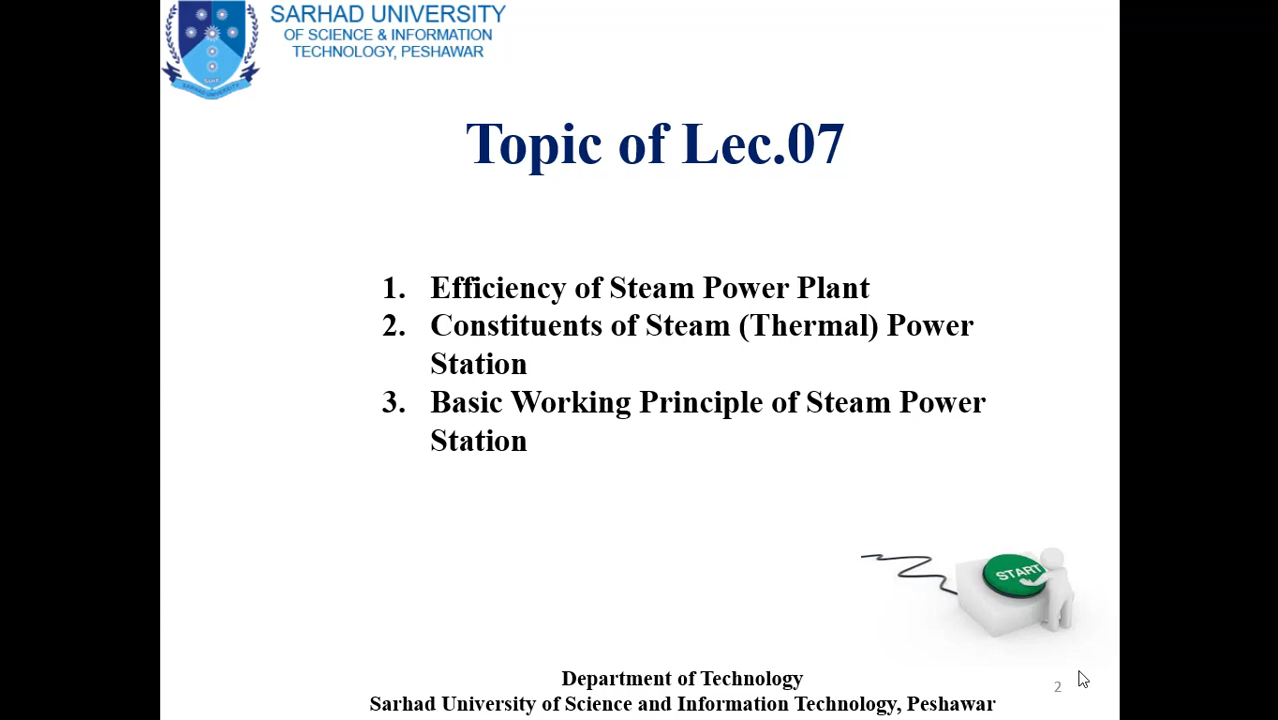 SARHAD UNIVERSITY
OF SCIENCE & INFORMATION
TECHNOLOGY, PESHAWAR
Topic of Lec.07
1. Efficiency of Steam Power Plant
2. Constituents of Steam (Thermal) Power
Station
3. Basic Working Principle of Steam Power
Station
START
Department of Technology
Sarhad University of Science and Information Technology, Peshawar
2